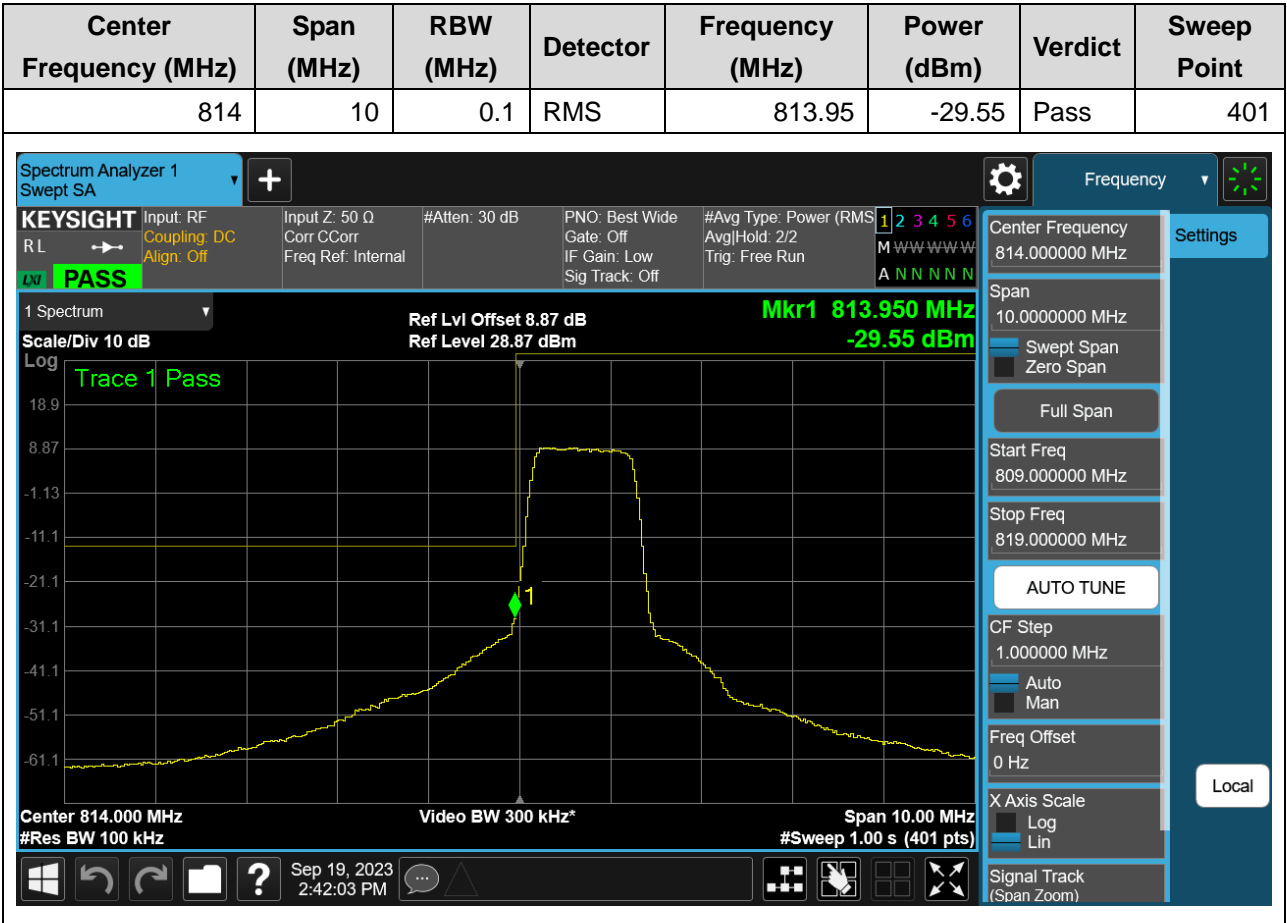 Center Frequency (MHz) Span (MHz) RBW (MHz) Detector Frequency (MHz) Power (dBm) Verdict Sweep Point
814 10 0.1 RMS 813.95 -29.55 Pass 401
Spectrum Analyzer 1
Swept SA
Frequency
KEYSIGHT
R L
LXI PASS
Input: RF
Coupling: DC
Align: Off
Input Z: 50 Ω
Corr CCorr
Freq Ref: Internal
#Atten: 30 dB
PNO: Best Wide
Gate: Off
IF Gain: Low
Sig Track: Off
#Avg Type: Power (RMS
Avg|Hold: 2/2
Trig: Free Run
1 2 3 4 5 6
M W W W W W
A N N N N N
1 Spectrum
Scale/Div 10 dB
Ref Lvl Offset 8.87 dB
Ref Level 28.87 dBm
Mkr1 813.950 MHz
-29.55 dBm
Log
Trace 1 Pass
18.9
8.87
-1.13
-11.1
-21.1
1
-31.1
-41.1
-51.1
-61.1
Center 814.000 MHz
#Res BW 100 kHz
Video BW 300 kHz*
Span 10.00 MHz
#Sweep 1.00 s (401 pts)
Settings
Center Frequency
814.000000 MHz
Span
10.0000000 MHz
Swept Span
Zero Span
Full Span
Start Freq
809.000000 MHz
Stop Freq
819.000000 MHz
AUTO TUNE
CF Step
1.000000 MHz
Auto
Man
Freq Offset
0 Hz
X Axis Scale
Log
Lin
Signal Track
(Span Zoom)
Local
?
Sep 19, 2023
2:42:03 PM